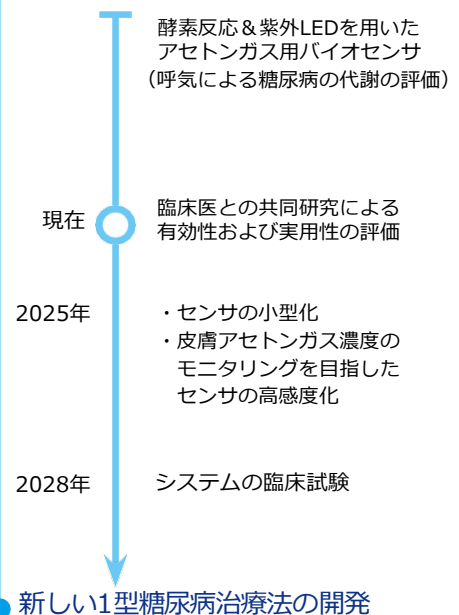 酵素反応&紫外LEDを用いた
アセトンガス用バイオセンサ
(呼気による糖尿病の代謝の評価)
現在
臨床医との共同研究による
有効性および実用性の評価
2025年
・センサの小型化
・皮膚アセトンガス濃度の
モニタリングを目指した
センサの高感度化
2028年
システムの臨床試験
新しい1型糖尿病治療法の開発